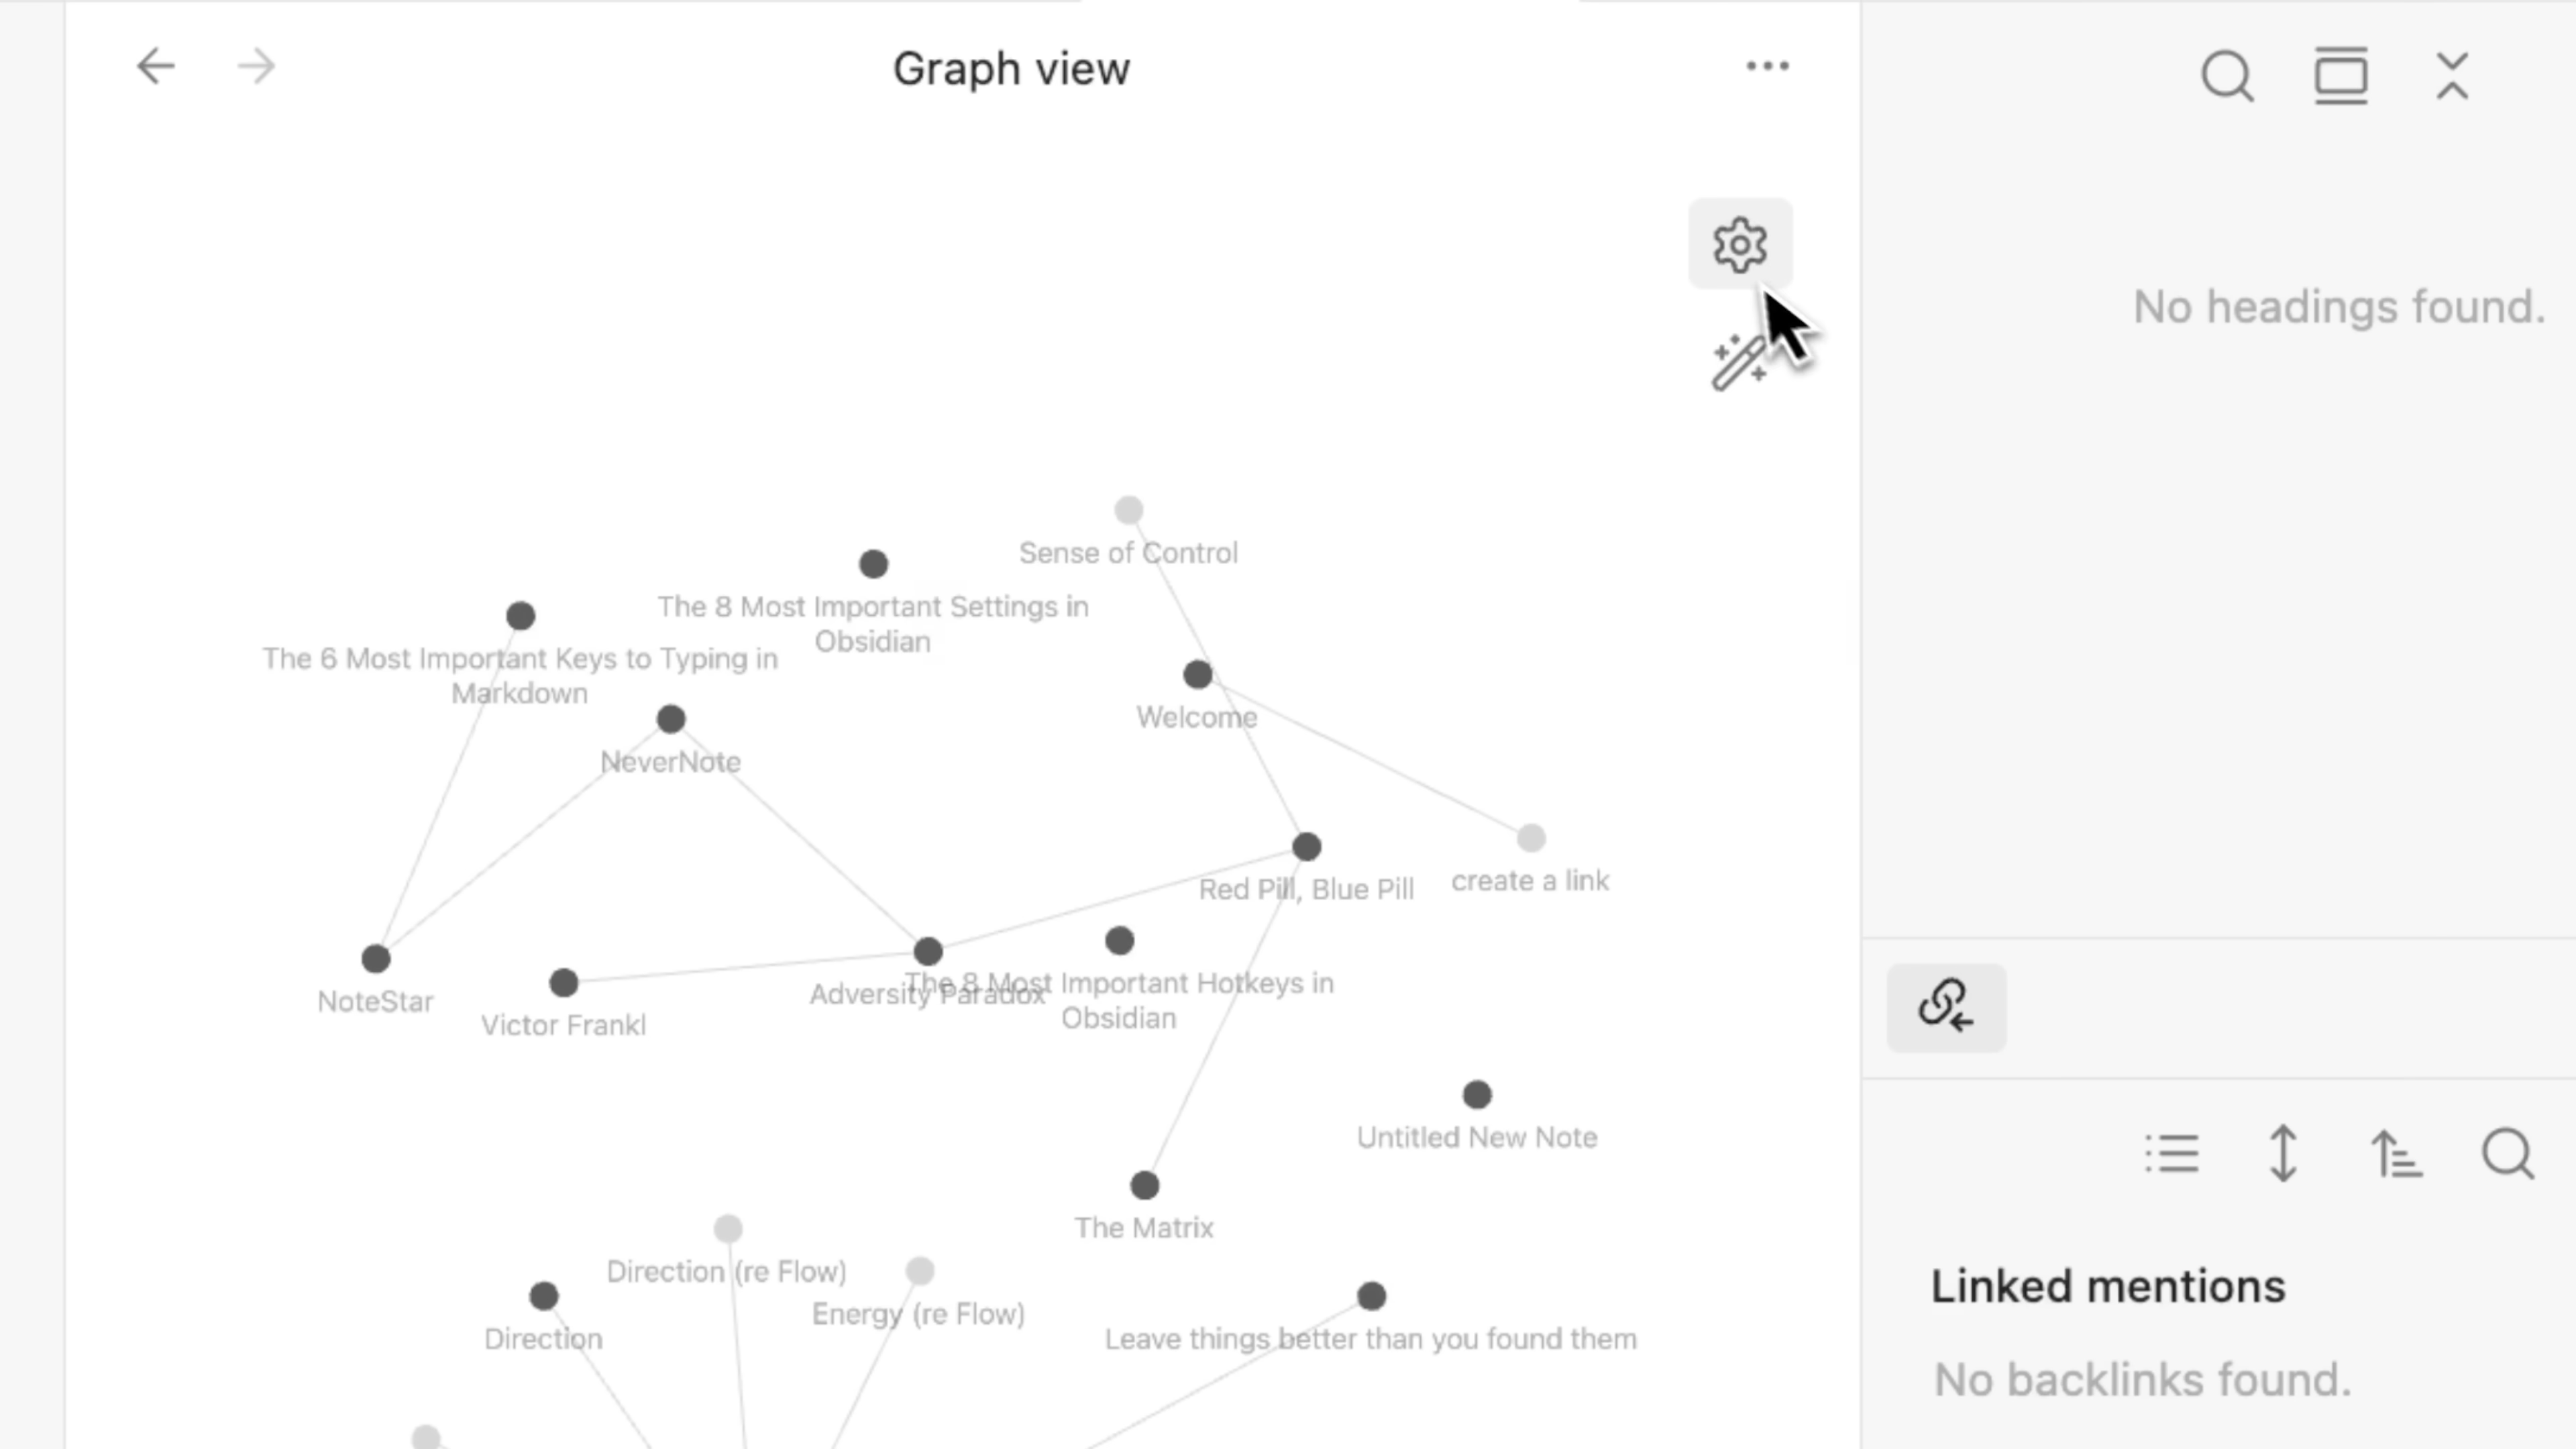 Graph view
No headings found.
Sense of Control
The 8 Most Important Settings in
Obsidian
The 6 Most Important Keys to Typing in
Markdown
Welcome
NeverNote
create a link
Red Pill, Blue Pill
The 8 Most Important Hotkeys in
Obsidian
Adversity Paradox
NoteStar
Victor Frankl
Untitled New Note
The Matrix
Direction (re Flow)
Energy (re Flow)
Direction
Leave things better than you found them
Linked mentions
No backlinks found.